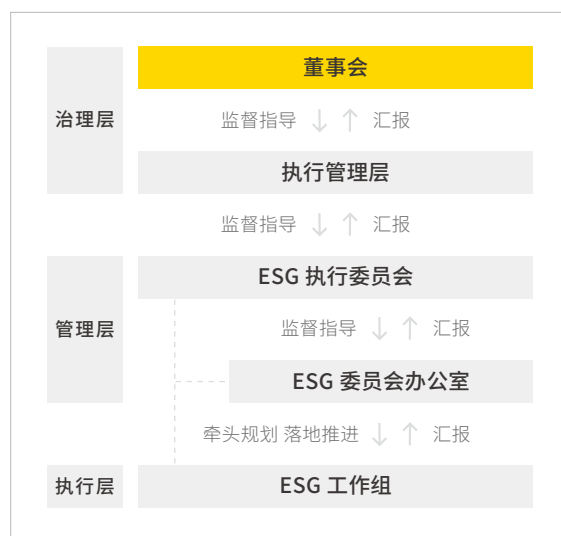 董事会
治理层
监督指导 ↓ ↑ 汇报
执行管理层
监督指导 ↓ ↑ 汇报
ESG 执行委员会
管理层
监督指导 ↓ ↑ 汇报
ESG 委员会办公室
牵头规划 落地推进 ↓ ↑ 汇报
执行层
ESG 工作组